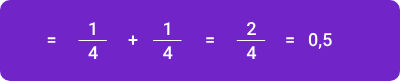 = 1/4 + 1/4 = 2/4 = 0,5